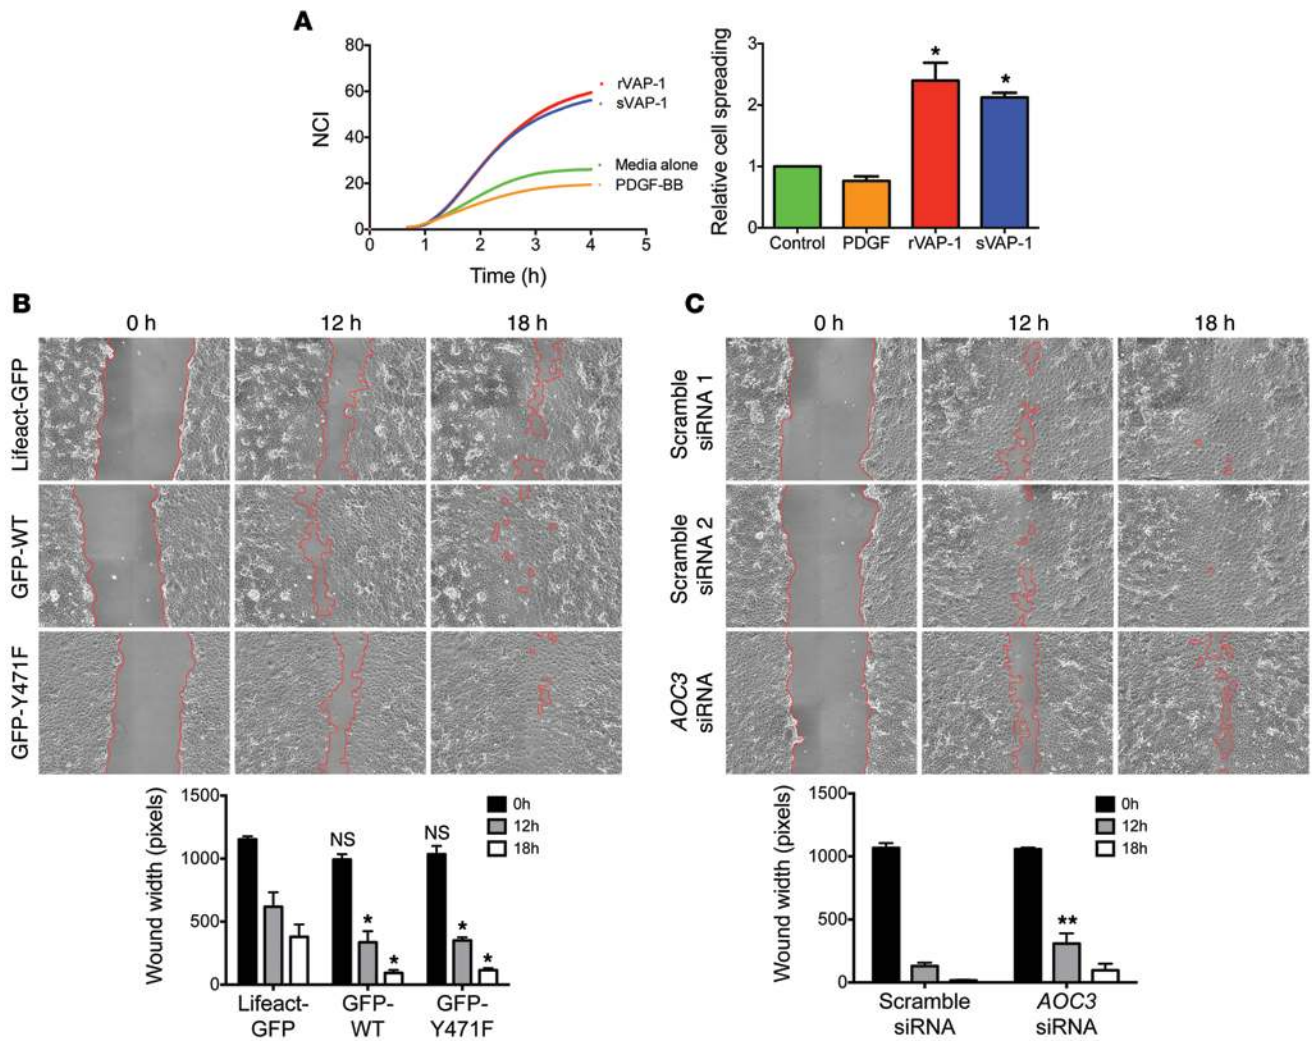 A
80
60
40
20
0
NCI
0 1 2 3 4 5
Time (h)
rVAP-1
sVAP-1
Media alone
PDGF-BB
3
2
1
0
Relative cell spreading
*
*
Control PDGF rVAP-1 sVAP-1
B
0 h 12 h 18 h
Lifeact-GFP
GFP-WT
GFP-Y471F
1500
1000
500
0
Wound width (pixels)
0h
12h
18h
NS
NS
* *
* *
Lifeact-
GFP
GFP-
WT
GFP-
Y471F
C
0 h 12 h 18 h
Scramble
siRNA 1
Scramble
siRNA 2
AOC3
siRNA
1500
1000
500
0
Wound width (pixels)
0h
12h
18h
**
Scramble
siRNA
AOC3
siRNA